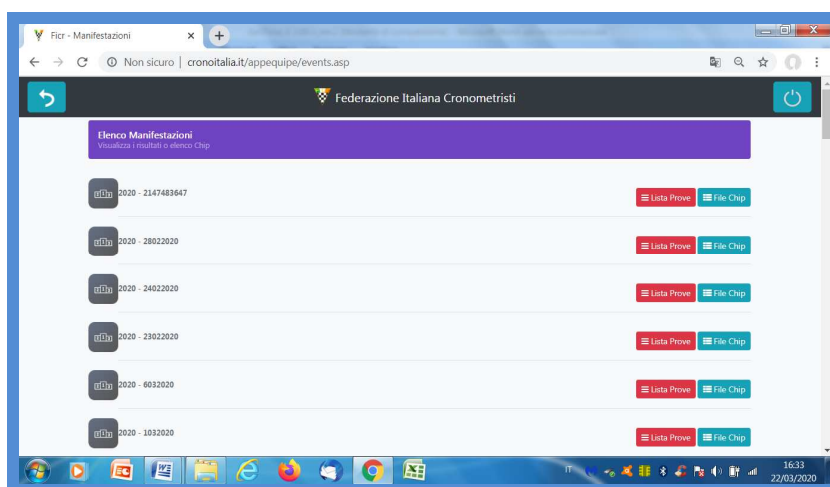 Ficr - Manifestazioni
Non sicuro | cronoitalia.it/appequipe/events.asp
Federazione Italiana Cronometristi
Elenco Manifestazioni
Visualizza i risultati o elenco Chip
2020 - 2147483647 Lista Prove File Chip
2020 - 28022020 Lista Prove File Chip
2020 - 24022020 Lista Prove File Chip
2020 - 23022020 Lista Prove File Chip
2020 - 6032020 Lista Prove File Chip
2020 - 1032020 Lista Prove File Chip
IT 16:33
22/03/2020